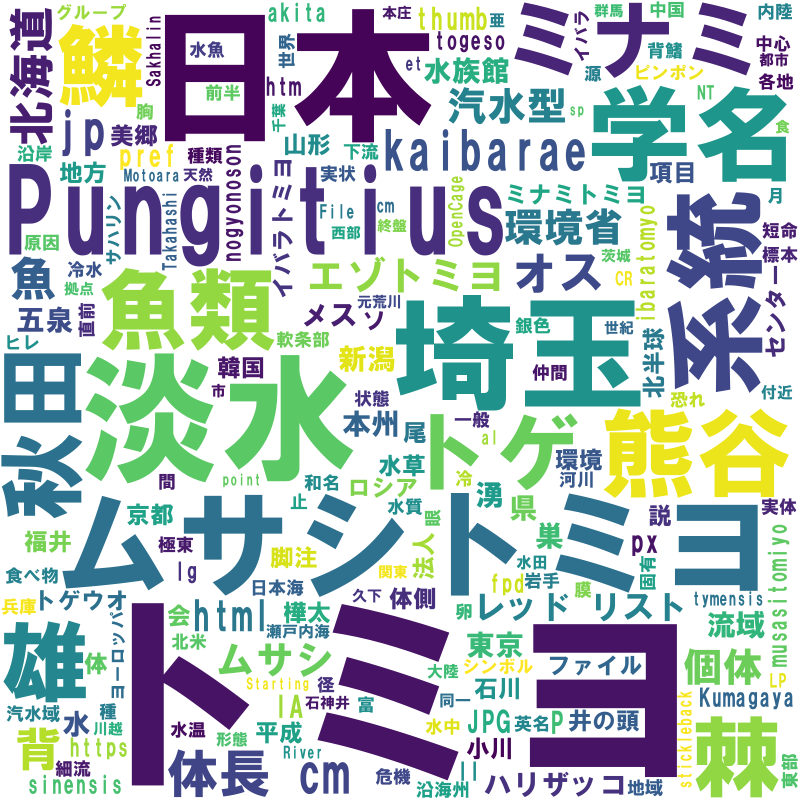 グループ
日本
ミナミ
本庄
亜
群馬
中国
内陸
北海道
鱗
Sakhalin
水魚
akita
世界
thumb
togeso
et
水族館
イバラ
源
背鰭
ピンポン
中心
都市
各地
jp
美郷
前半
htm
千葉
汽水型
sp
学名
NT
食
沿岸
胸
pref
種類
山形
下流
kaibarae
地方
Motoara
天然
nogyonoson
実状
項目
月
Pungitius
イバラトミヨ
File
cm
西部
終盤
OpenCage
ミナミトミヨ
環境省
系統
短命
標本
原因
サハリン
Takahashi
茨城
CR
ibaratomyo
センター
魚
冷水
拠点
魚類
エゾトミヨ
オス
五泉
直前
メスソ
元荒川
銀色
世紀
北半球
ヒレ
軟条部
新潟
埼玉
仲間
付近
秋田
淡水
韓国
市
状態
本州
尾
一般
恐れ
トゲ
熊谷
al
水草
冷
環境
河川
間
point
和名
ロシア
湧
止
水質
眼
県
巣
説
実体
京都
ムサシトミヨ
福井
極東
脚注
法人
関東
水田
膜
固有
px
食べ物
lg
日本海
fpd
岩手
兵庫
トゲウオ
会
html
樺太
久下
体側
卵
レッド
リスト
tymensis
musasitomiyo
雄
体
ヨーロッパ
北米
瀬戸内海
トミヨ
東京
流域
ムサシ
大陸
シンボル
ファイル
個体
LP
Starting
径
石神井
富
同一
石川
Kumagaya
汽水域
種
水
川越
IA
水中
JPG
英名
P
井の頭
stickleback
棘
背
https
水温
形態
平成
小川
東部
細流
sinensis
体長
River
cm
危機
沿海州
ll
ハリザッコ
地域